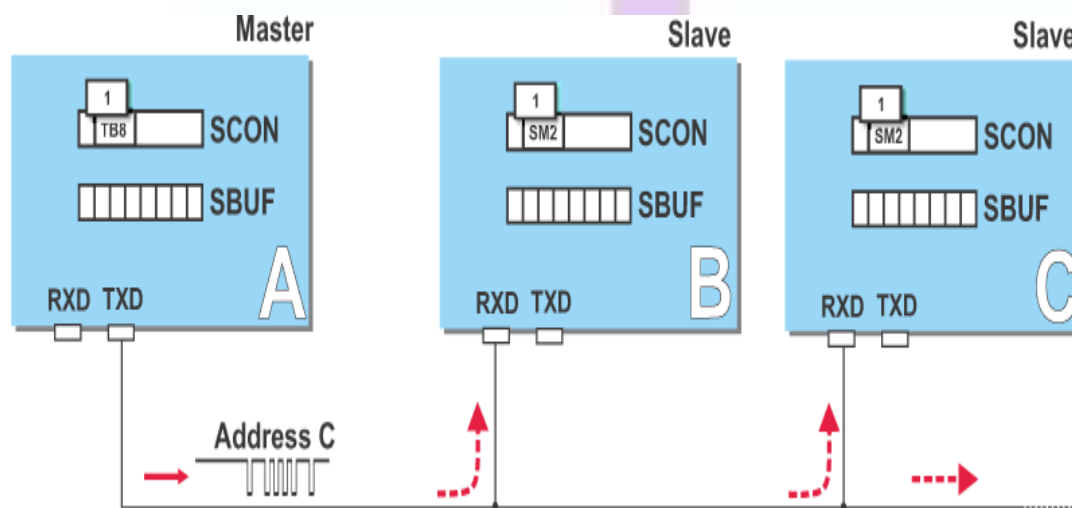 Master
1
TB8
SCON
SBUF
A
RXD TXD
Slave
1
SM2
SCON
SBUF
B
RXD TXD
Slave
1
SM2
SCON
SBUF
C
RXD TXD
Address C